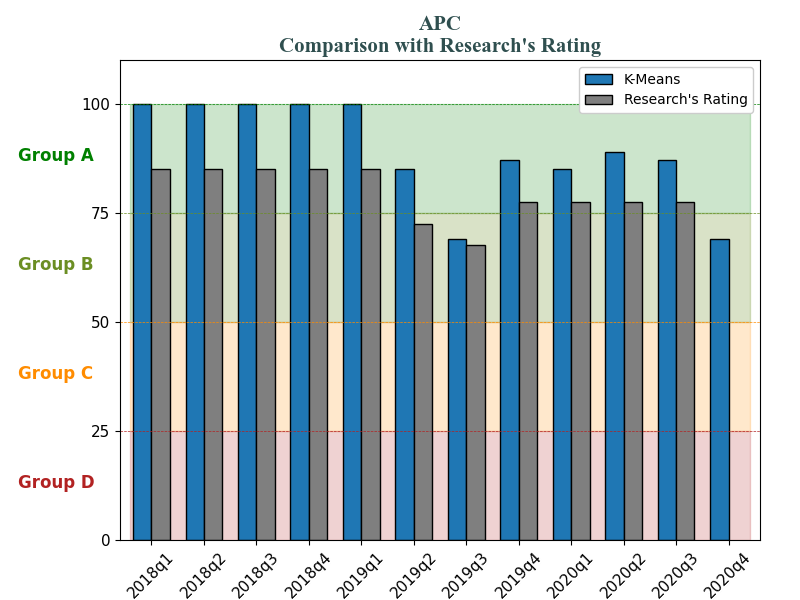 APC
Comparison with Research's Rating
K-Means
Research's Rating
100
Group A
75
Group B
50
Group C
25
Group D
0
2018q1
2018q2
2018q3
2018q4
2019q1
2019q2
2019q3
2019q4
2020q1
2020q2
2020q3
2020q4